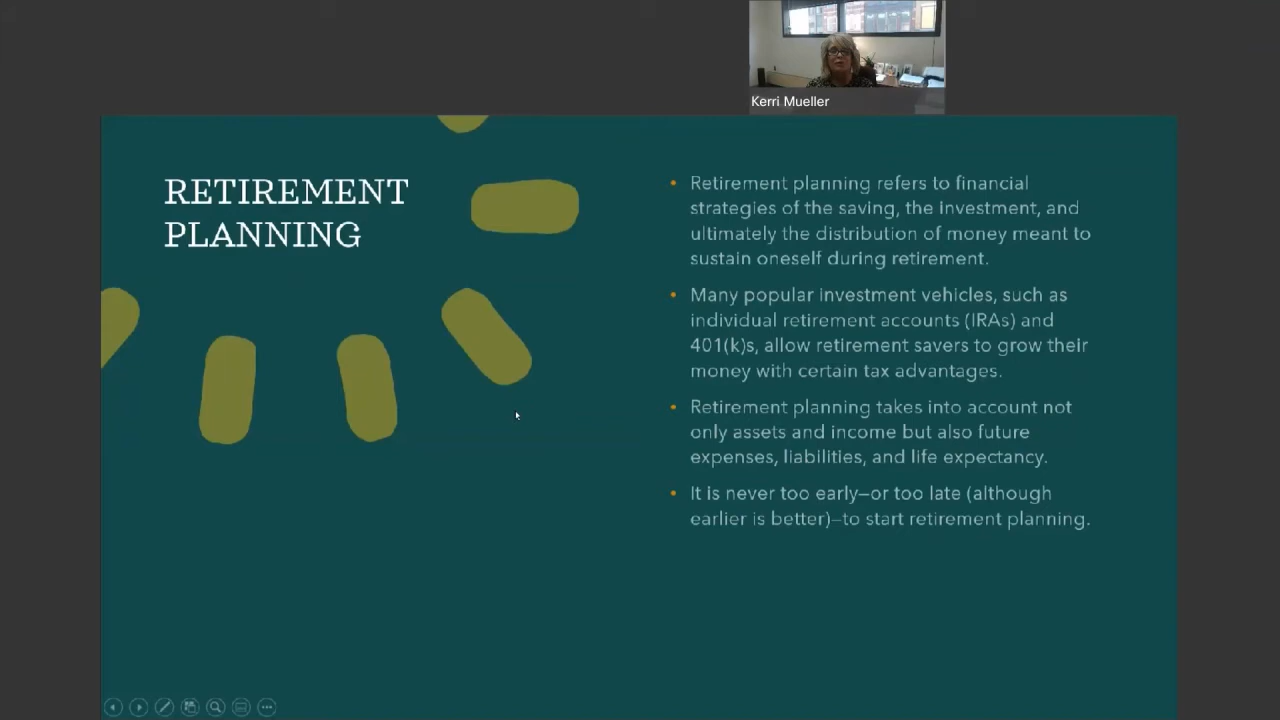 Kerri Mueller
RETIREMENT
PLANNING
• Retirement planning refers to financial
strategies of the saving, the investment, and
ultimately the distribution of money meant to
sustain oneself during retirement.
• Many popular investment vehicles, such as
individual retirement accounts (IRAs) and
401(k)s, allow retirement savers to grow their
money with certain tax advantages.
• Retirement planning takes into account not
only assets and income but also future
expenses, liabilities, and life expectancy.
• It is never too early—or too late (although
earlier is better)—to start retirement planning.